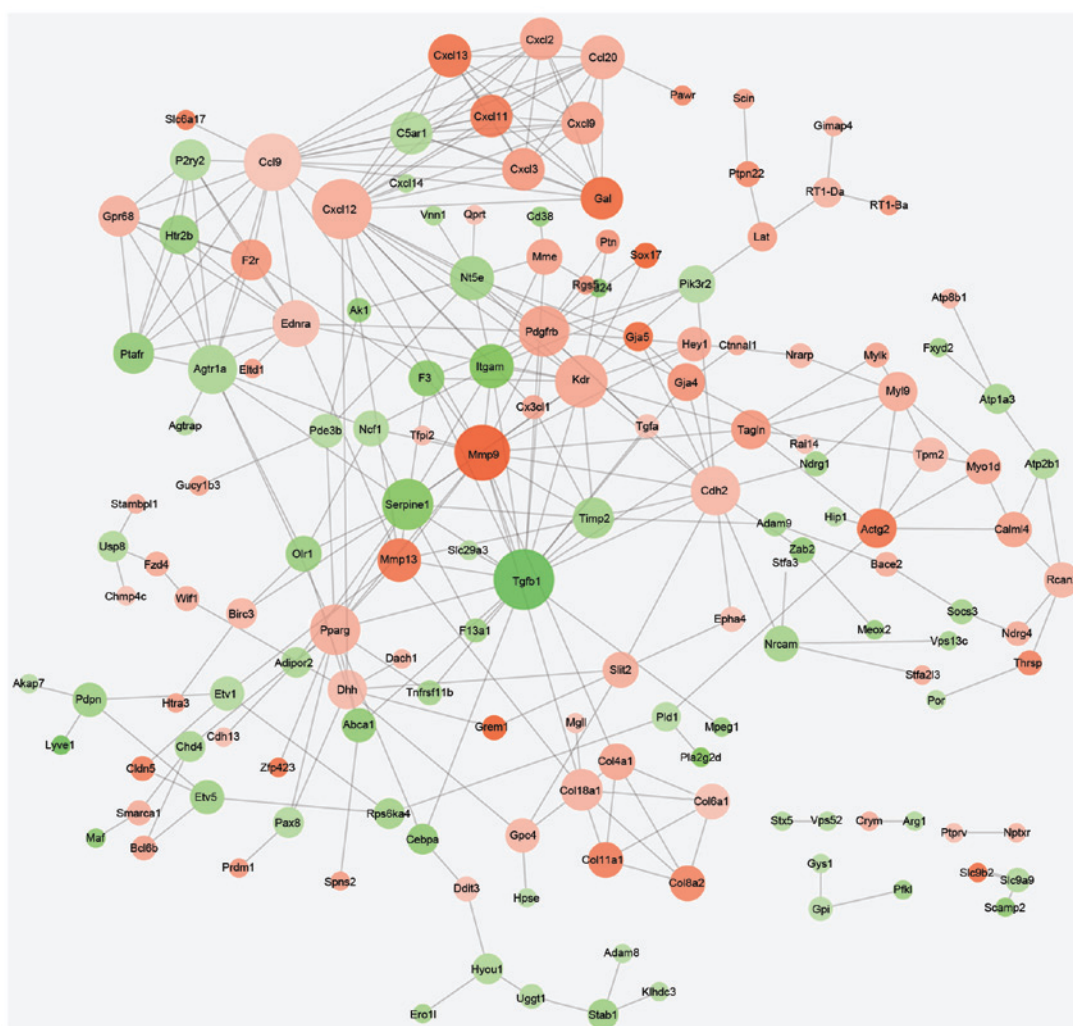 Cxcl13
Cxcl2
Ccl20
Pawr
Scin
Gimap4
Slc6a17
C5ar1
Cxcl11
Cxcl9
P2ry2
Ccl9
Cxcl3
Ptpn22
Cxcl14
RT1-Da
RT1-Ba
Gpr68
Cxcl12
Gal
Htr2b
Vnn1
Qprt
Cd38
Lat
F2r
Mme
Ptn
Sox17
Nt5e
Rgs5
Pik3r2
Atp8b1
Ptafr
Ednra
Ak1
Pdgfrb
Gja5
Hey1
Ctnnal1
Fxyd2
Agtr1a
Eltd1
F3
Itgam
Kdr
Gja4
Nrarp
Mylk
Myl9
Atp1a3
Agtrap
Pde3b
Ncf1
Tfpi2
Cx3cl1
Tgfa
Tagln
Ral14
Gucy1b3
Mmp9
Ndrg1
Tpm2
Myo1d
Atp2b1
Stambpl1
Serpine1
Timp2
Cdh2
Adam9
Hip1
Actg2
Calml4
Usp8
Fzd4
Olr1
Slc29a3
Zab2
Chmp4c
Wif1
Mmp13
Tgfb1
Stfa3
Bace2
Rcan
Birc3
Pparg
F13a1
Epha4
Nrcam
Meox2
Socs3
Vps13c
Ndrg4
Akap7
Pdpn
Adipor2
Dach1
Slit2
Stfa2l3
Thrsp
Etv1
Htra3
Dhh
Tnfrsf11b
Por
Lyve1
Chd4
Cdh13
Abca1
Grem1
Mgll
Pld1
Mpeg1
Cldn5
Zfp423
Col4a1
Pla2g2d
Etv5
Col18a1
Col6a1
Maf
Smarca1
Pax8
Rps6ka4
Bcl6b
Cebpa
Gpc4
Stx5
Vps52
Crym
Arg1
Ptprv
Nptxr
Prdm1
Spns2
Col11a1
Col8a2
Ddit3
Hpse
Gys1
Slc9b2
Slc9a9
Pfkl
Gpi
Scamp2
Adam8
Hyou1
Uggt1
Klhdc3
Ero1l
Stab1